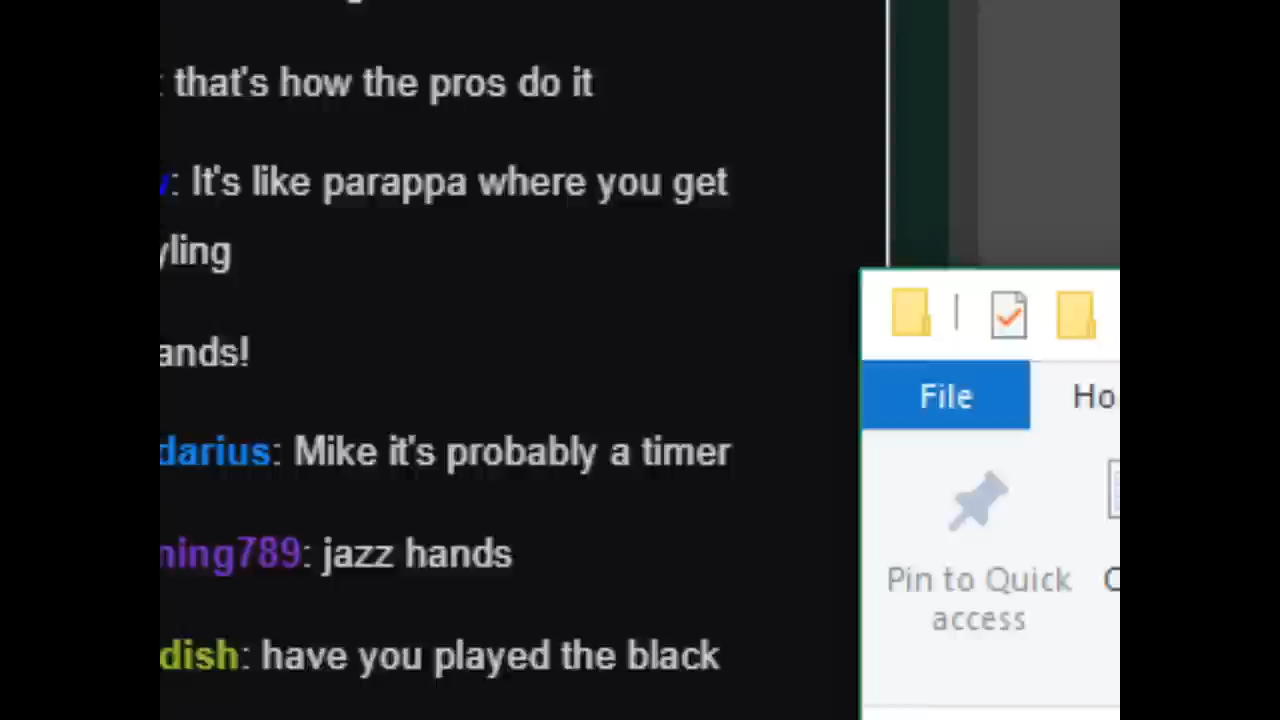 : that's how the pros do it
: It's like parappa where you get
yling
ands!
darius: Mike it's probably a timer
ning789: jazz hands
dish: have you played the black
File Ho
Pin to Quick
access